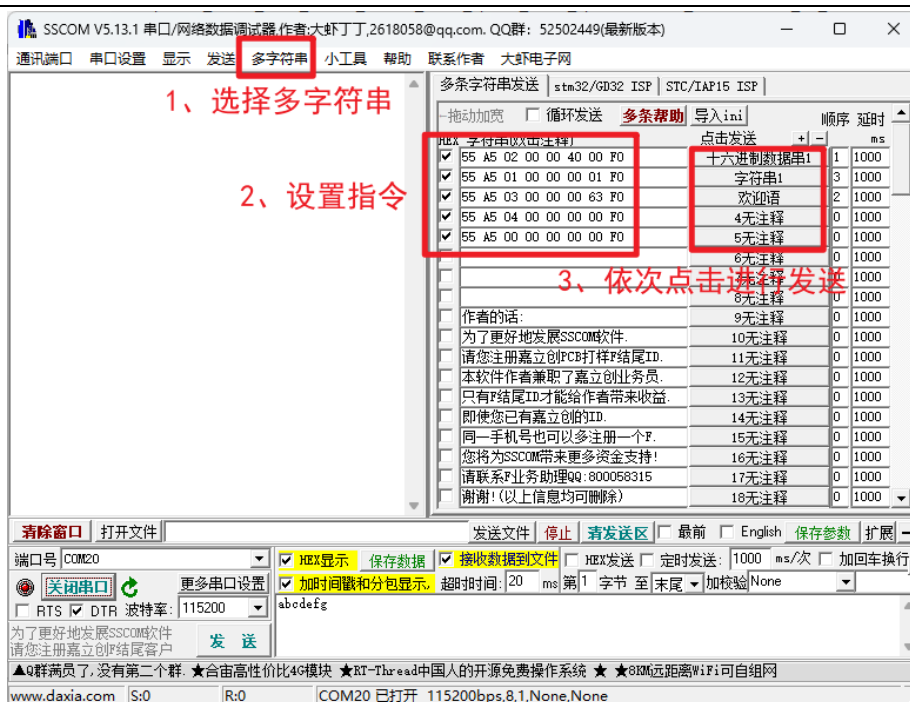 SSCOM V5.13.1 串口/网络数据调试器,作者:大虾丁丁,2618058@qq.com. QQ群: 52502449(最新版本)
通讯端口 串口设置 显示 发送 多字符串 小工具 帮助 联系作者 大虾电子网
1、选择多字符串
2、设置指令
3、依次点击进行发送
多条字符串发送 stm32/GD32 ISP STC/IAP15 ISP
拖动加宽 循环发送 多条帮助 导入ini 顺序 延时
HEX 字符串(双击注释) 点击发送 + - ms
55 A5 02 00 00 40 00 F0 十六进制数据串1 1 1000
55 A5 01 00 00 00 01 F0 字符串1 3 1000
55 A5 03 00 00 00 63 F0 欢迎语 2 1000
55 A5 04 00 00 00 00 F0 4无注释 0 1000
55 A5 00 00 00 00 00 F0 5无注释 0 1000
6无注释 0 1000
0 1000
8无注释 0 1000
作者的话: 9无注释 0 1000
为了更好地发展SSCOM软件. 10无注释 0 1000
请您注册嘉立创PCB打样F结尾ID. 11无注释 0 1000
本软件作者兼职了嘉立创业务员. 12无注释 0 1000
只有F结尾ID才能给作者带来收益. 13无注释 0 1000
即使您已有嘉立创的ID. 14无注释 0 1000
同一手机号也可以多注册一个F. 15无注释 0 1000
您将为SSCOM带来更多资金支持! 16无注释 0 1000
请联系F业务助理QQ:800058315 17无注释 0 1000
谢谢!(以上信息均可删除) 18无注释 0 1000
清除窗口 打开文件 发送文件 停止 清发送区 最前 English 保存参数 扩展 —
端口号 COM20 HEX显示 保存数据 接收数据到文件 HEX发送 定时发送: 1000 ms/次 加回车换行
关闭串口 更多串口设置 加时间戳和分包显示, 超时时间: 20 ms 第1 字节 至 末尾 加校验None
RTS DTR 波特率: 115200 abcdefg
为了更好地发展SSCOM软件
请您注册嘉立创F结尾客户 发 送
▲Q群满员了,没有第二个群. ★合宙高性价比4G模块 ★RT-Thread中国人的开源免费操作系统 ★ ★8KM远距离WiFi可自组网
www.daxia.com S:0 R:0 COM20 已打开 115200bps,8,1,None,None